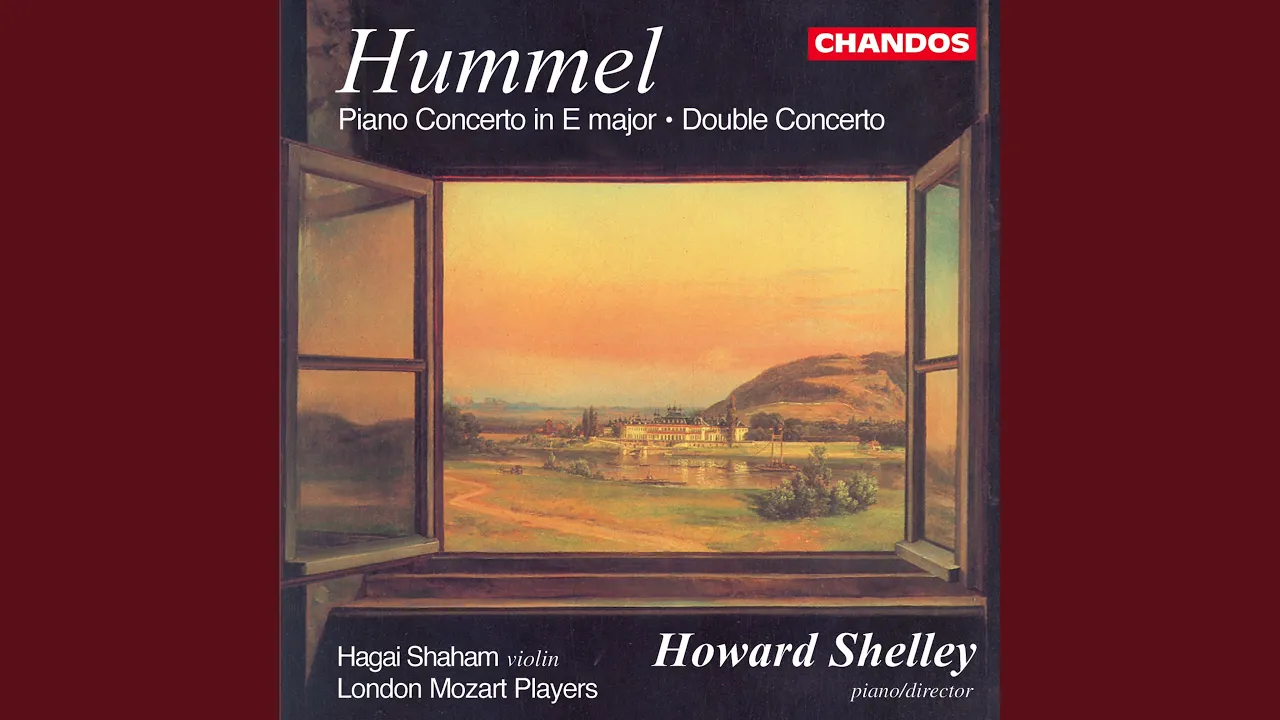 Hummel
CHANDOS
Piano Concerto in E major • Double Concerto
Hagai Shaham violin
London Mozart Players
Howard Shelley
piano/director